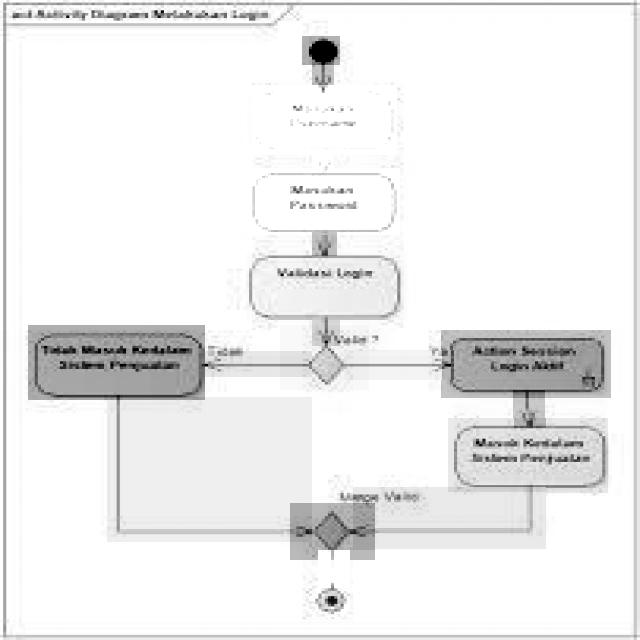 act Activity Diagram Melakukan Login
Masukan
Username
Masukan
Password
Validasi Login
Valid ?
Tidak
Ya
Tidak Masuk Kedalam
Sistem Penjualan
Action Session
Login Aktif
Masuk Kedalam
Sistem Penjualan
Merge Valid